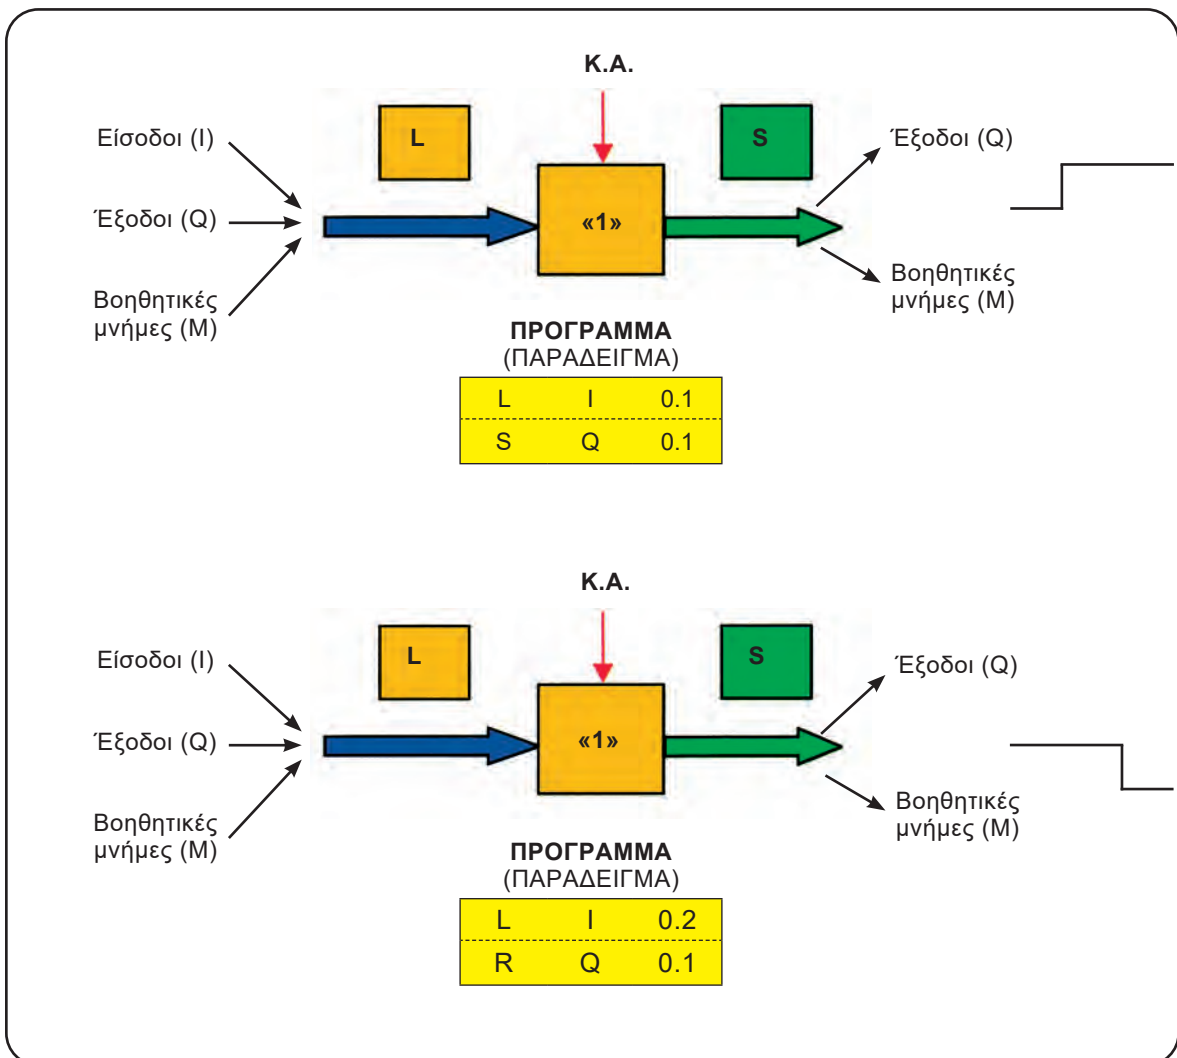 Κ.Α.
L
S
Είσοδοι (Ι)
Έξοδοι (Q)
Έξοδοι (Q)
«1»
Βοηθητικές
μνήμες (Μ)
Βοηθητικές
μνήμες (Μ)
ΠΡΟΓΡΑΜΜΑ
(ΠΑΡΑΔΕΙΓΜΑ)
L I 0.1
S Q 0.1
Κ.Α.
L
S
Είσοδοι (Ι)
Έξοδοι (Q)
Έξοδοι (Q)
«1»
Βοηθητικές
μνήμες (Μ)
Βοηθητικές
μνήμες (Μ)
ΠΡΟΓΡΑΜΜΑ
(ΠΑΡΑΔΕΙΓΜΑ)
L I 0.2
R Q 0.1